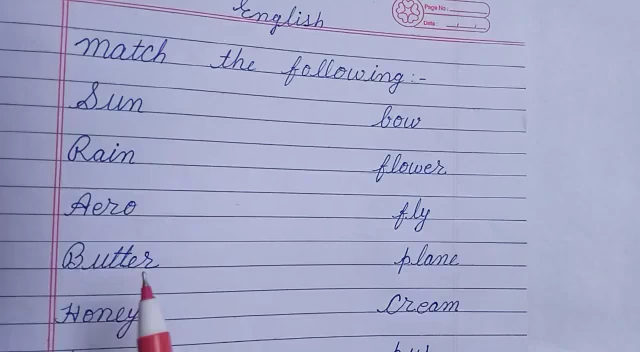 English
Page No:
Date:
Match the following:-
Sun bow
Rain flower
Aero fly
Butter plane
Honey Cream